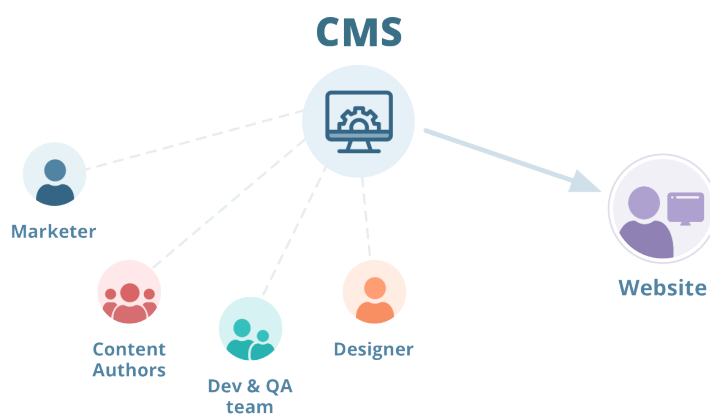 CMS
Marketer
Content
Authors
Dev & QA
team
Designer
Website